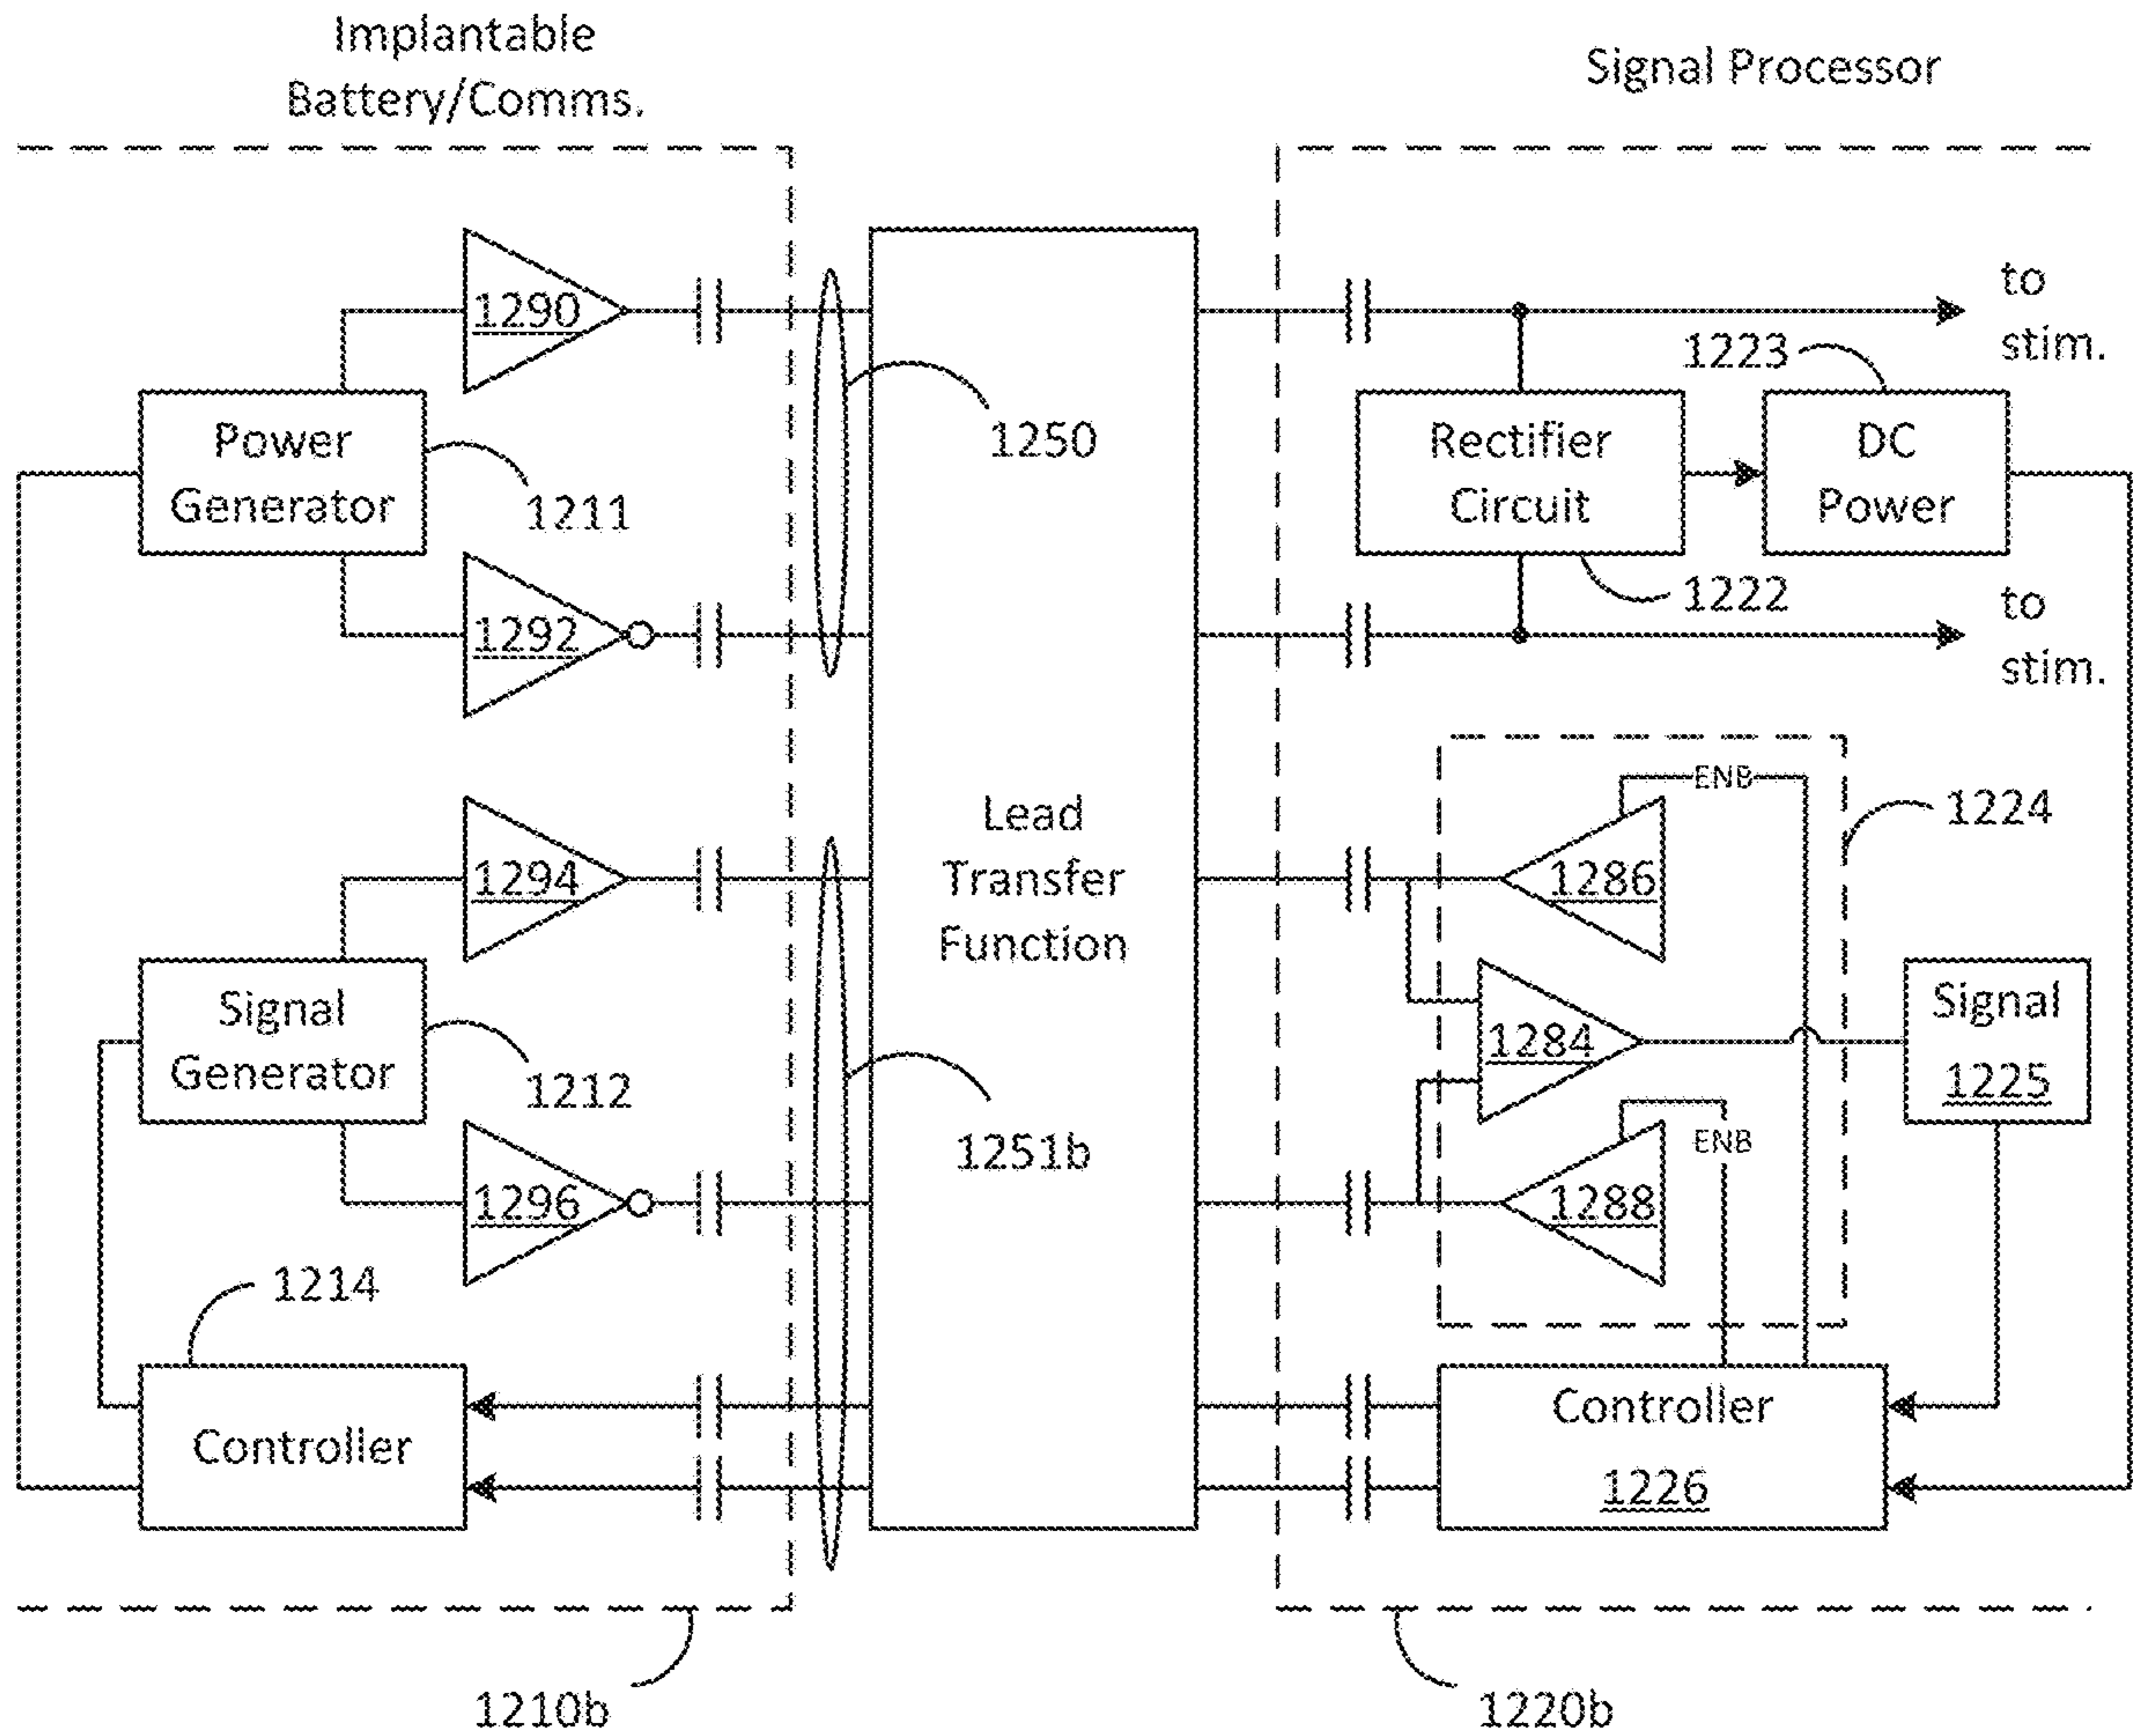 Implantable
Battery/Comms.
Signal Processor
1290
to
stim.
1223
Power
Generator
1211
1250
Rectifier
Circuit
DC
Power
1222
1292
to
stim.
ENB
1224
1294
Lead
Transfer
Function
1286
Signal
Generator
1212
1284
Signal
1225
1251b
ENB
1296
1288
1214
Controller
Controller
1226
1210b
1220b